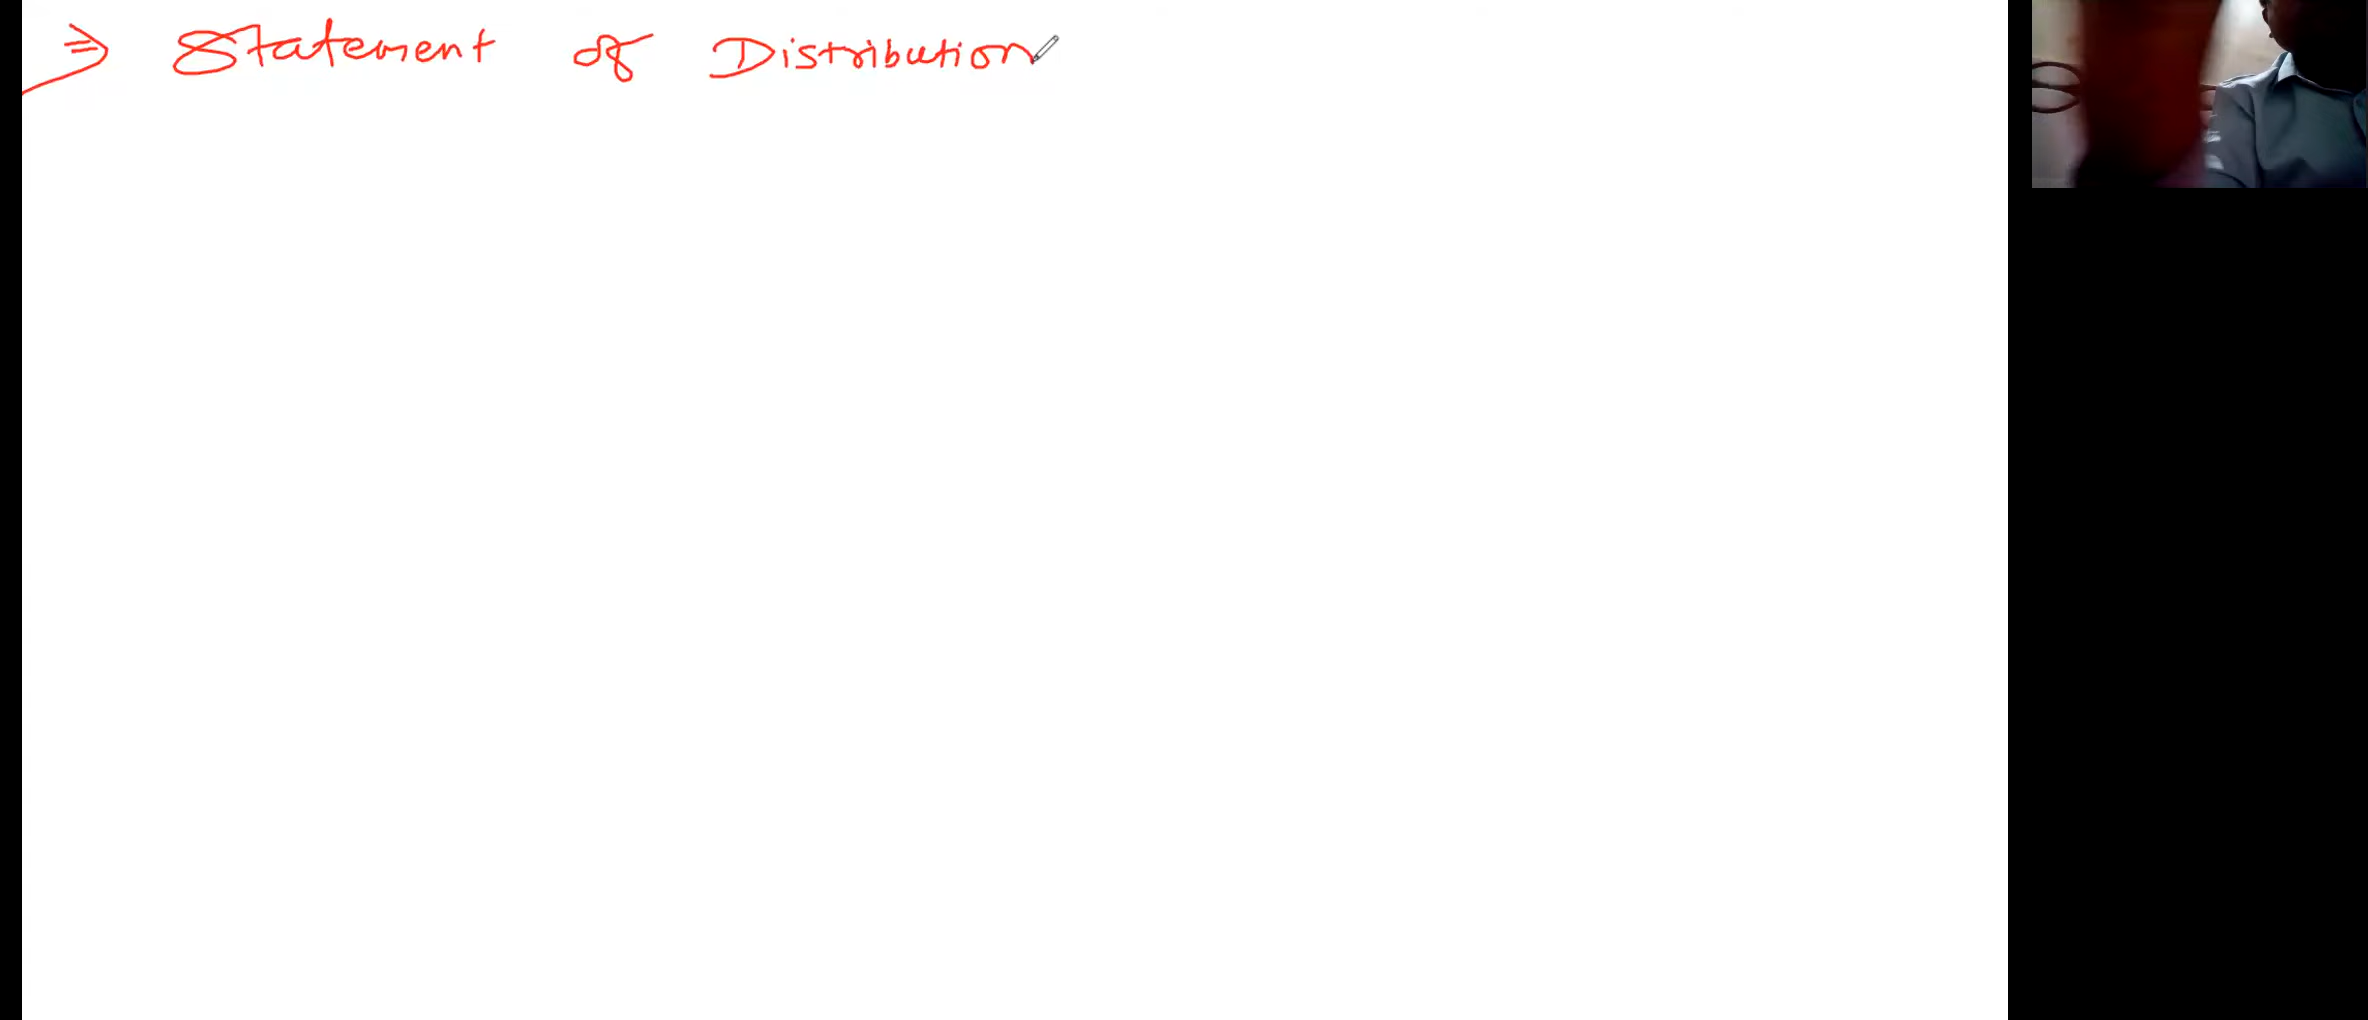 ⇒ Statement of Distribution